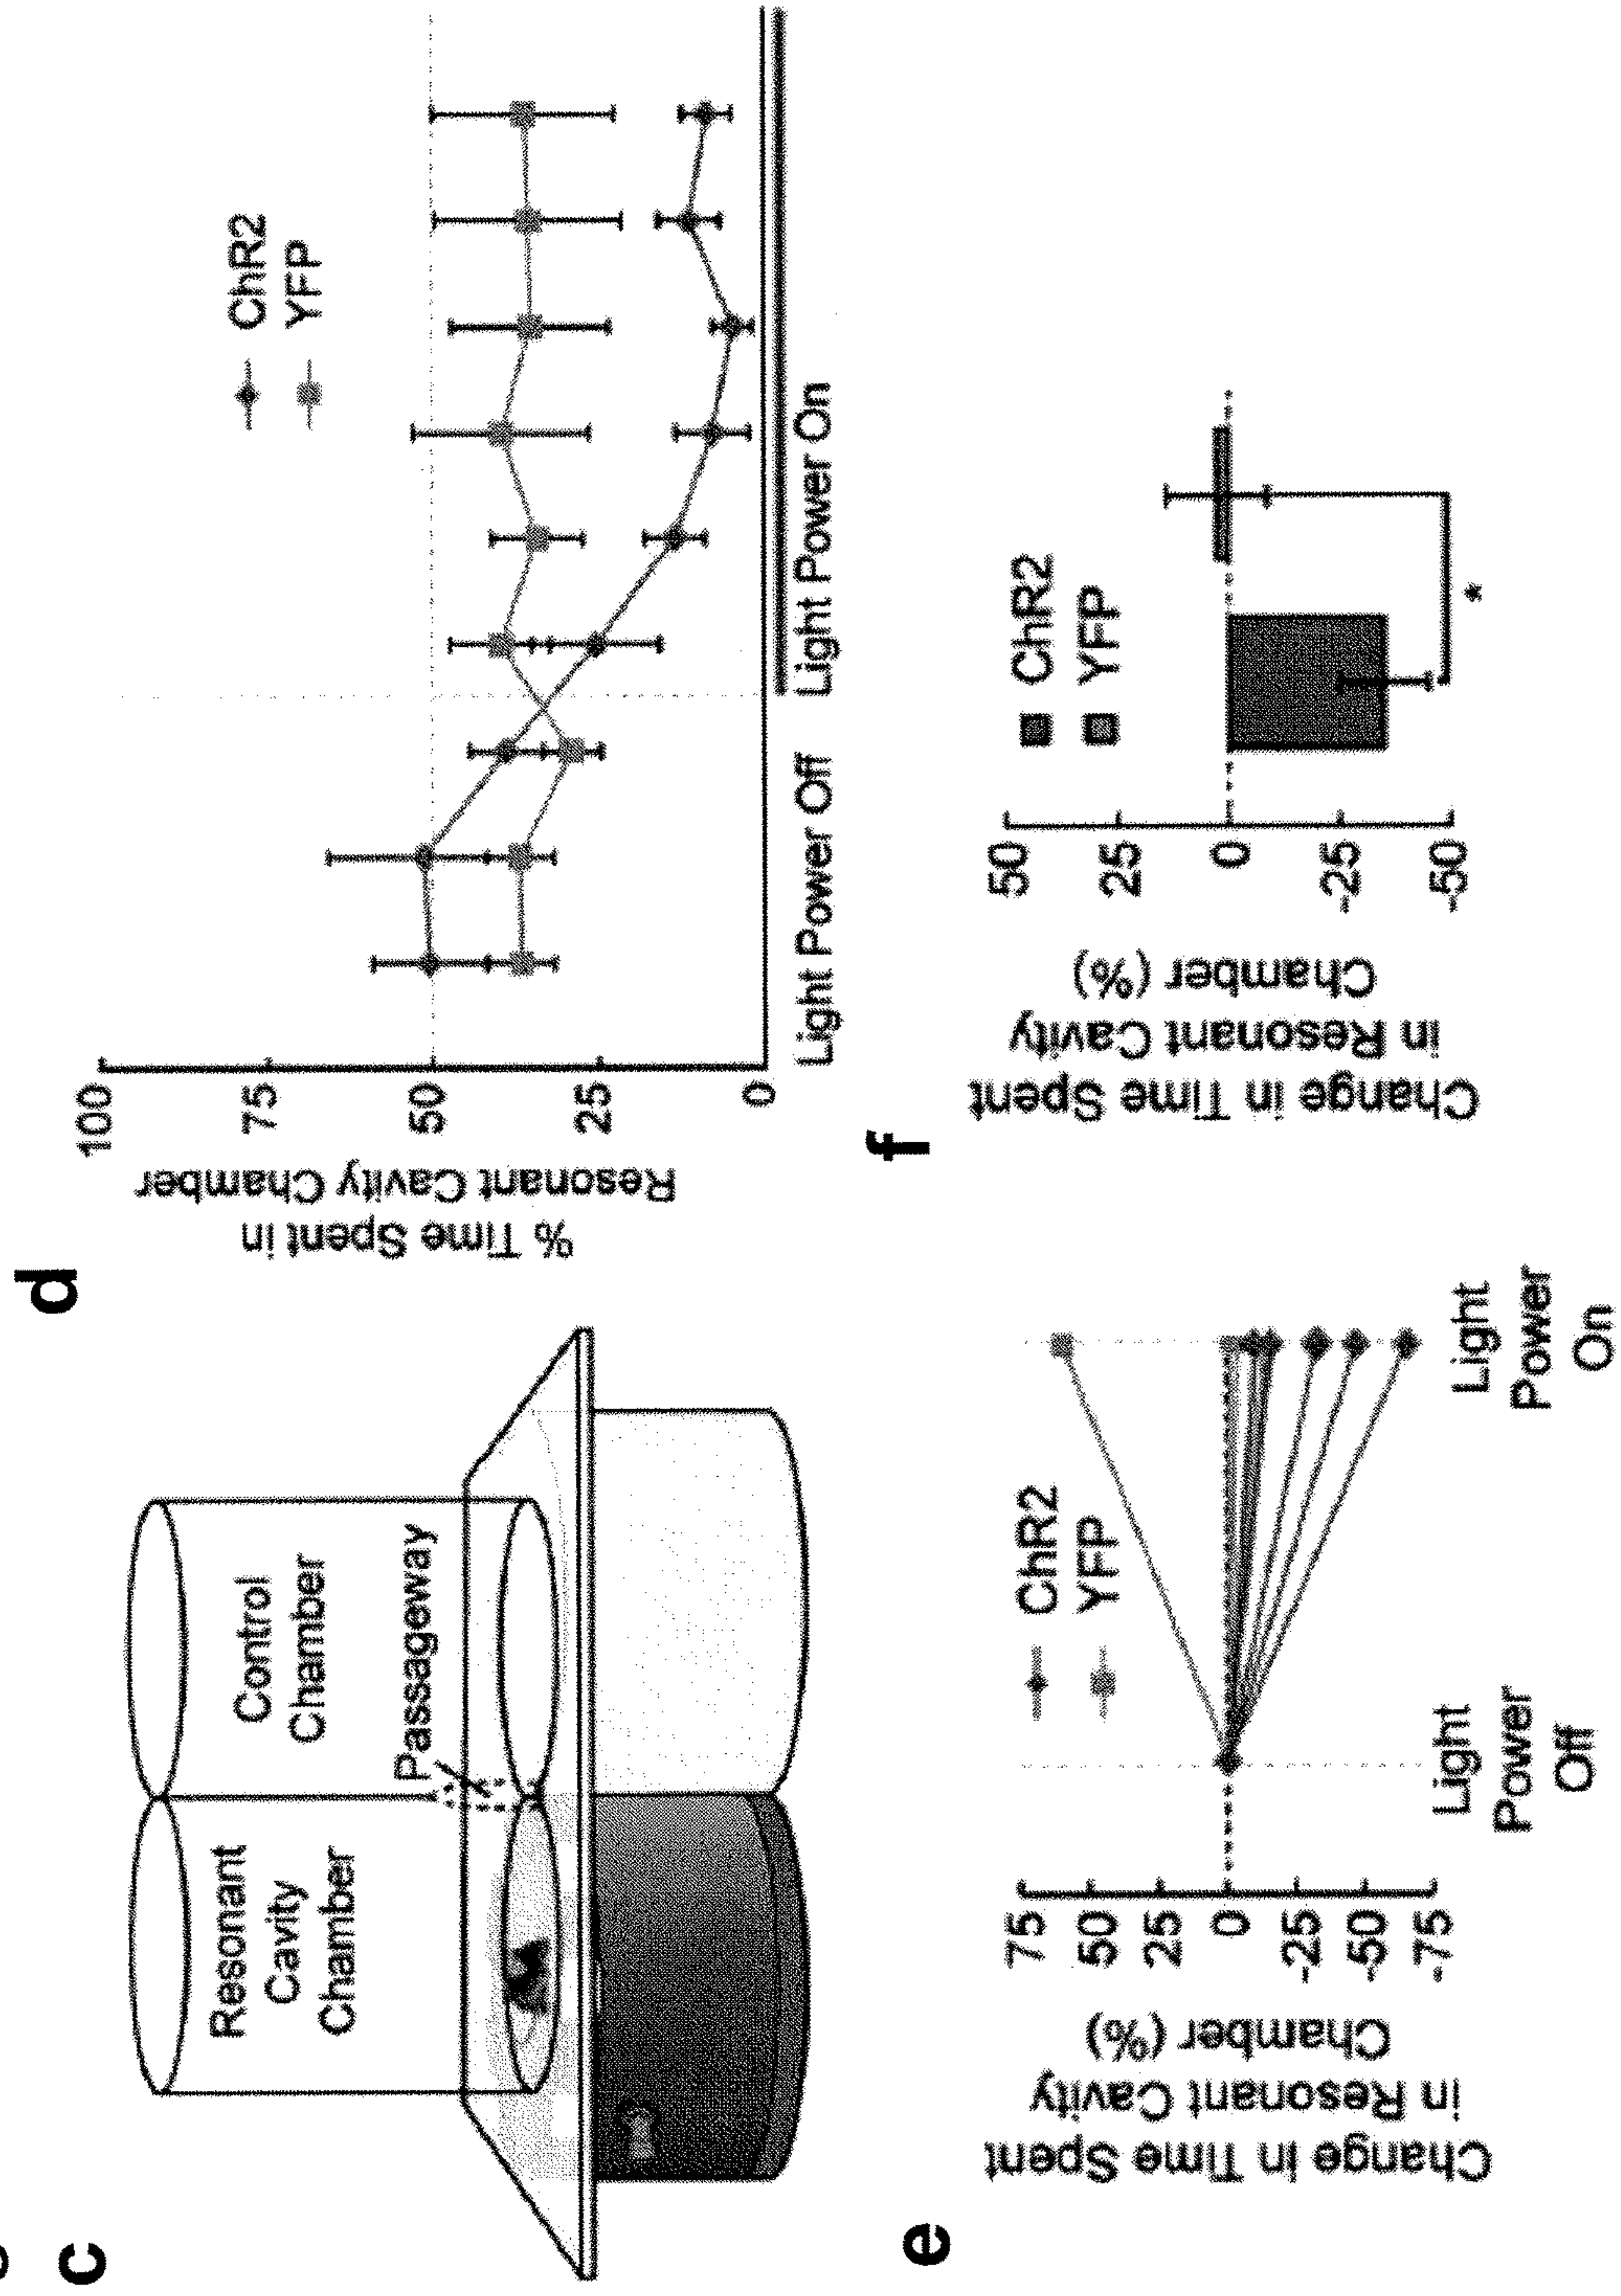 c
Resonant
Cavity
Chamber
Control
Chamber
Passageway
d
% Time Spent in
Resonant Cavity Chamber
100
75
50
25
0
ChR2
YFP
Light Power Off
Light Power On
e
Change in Time Spent
in Resonant Cavity
Chamber (%)
75
50
25
0
-25
-50
-75
ChR2
YFP
Light
Power
Off
Light
Power
On
f
Change in Time Spent
in Resonant Cavity
Chamber (%)
50
25
0
-25
-50
ChR2
YFP
*